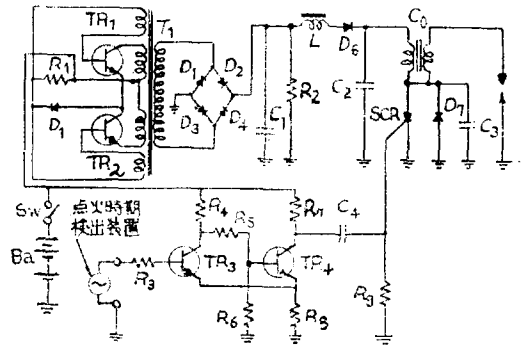 TR1
T1
R1
D1
D2
D1
D3
D4
TR2
C1
R2
L
D6
C2
C0
SCR
D7
C3
SW
点火時期
検出装置
Ba
R3
R4
R5
TR3
R6
R7
C4
TR4
R8
R9